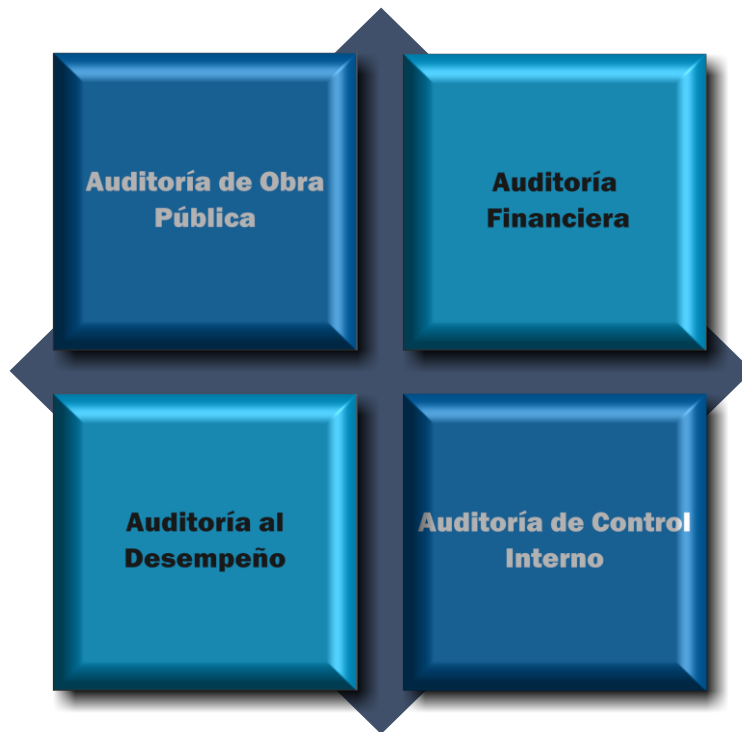 Auditoría de Obra
Pública
Auditoría
Financiera
Auditoría al
Desempeño
Auditoría de Control
Interno